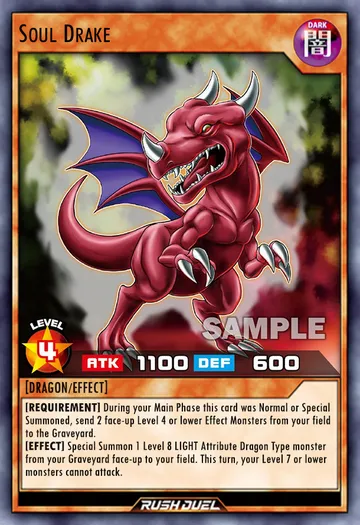 Soul Drake
DARK
闇
SAMPLE
LEVEL
4
ATK 1100 DEF 600
[DRAGON/EFFECT]
[REQUIREMENT] During your Main Phase this card was Normal or Special
Summoned, send 2 face-up Level 4 or lower Effect Monsters from your field
to the Graveyard.
[EFFECT] Special Summon 1 Level 8 LIGHT Attribute Dragon Type monster
from your Graveyard face-up to your field. This turn, your Level 7 or lower
monsters cannot attack.
RUSH DUEL